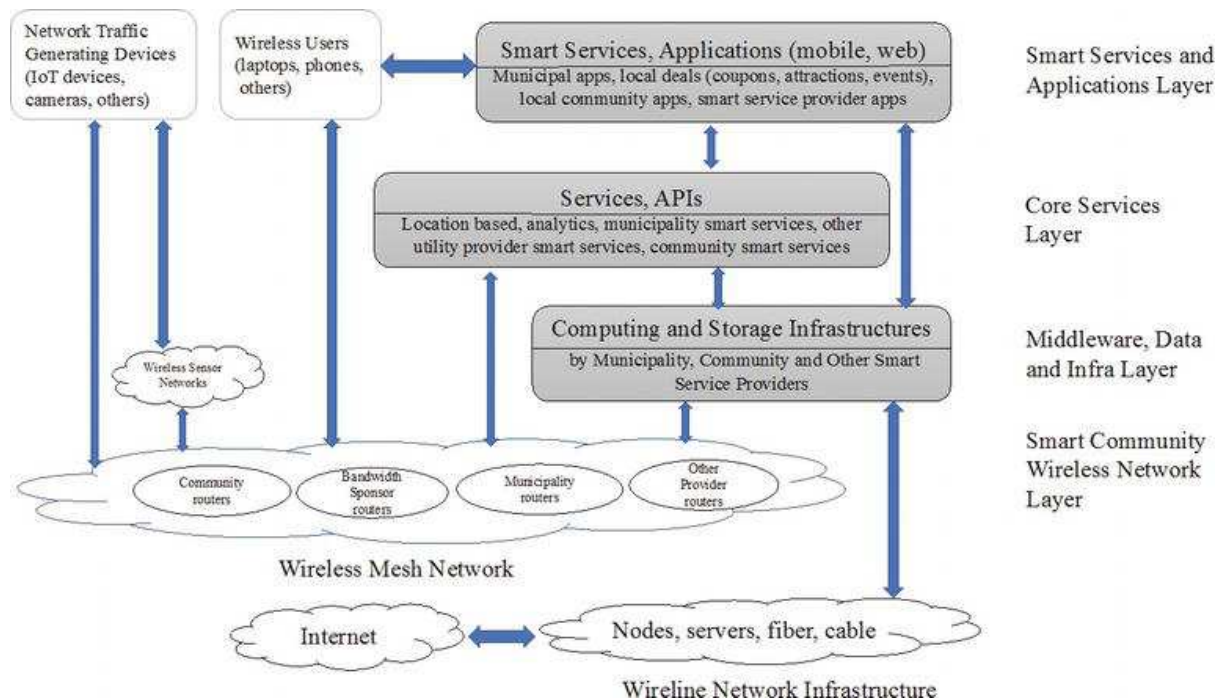 Network Traffic
Generating Devices
(IoT devices,
cameras, others)
Wireless Users
(laptops, phones,
others)
Smart Services, Applications (mobile, web)
Municipal apps, local deals (coupons, attractions, events),
local community apps, smart service provider apps
Smart Services and
Applications Layer
Services, APIs
Location based, analytics, municipality smart services, other
utility provider smart services, community smart services
Core Services
Layer
Computing and Storage Infrastructures
by Municipality, Community and Other Smart
Service Providers
Middleware, Data
and Infra Layer
Wireless Sensor
Networks
Smart Community
Wireless Network
Layer
Community
routers
Bandwidth
Sponsor
routers
Municipality
routers
Other
Provider
routers
Wireless Mesh Network
Internet
Nodes, servers, fiber, cable
Wireline Network Infrastructure